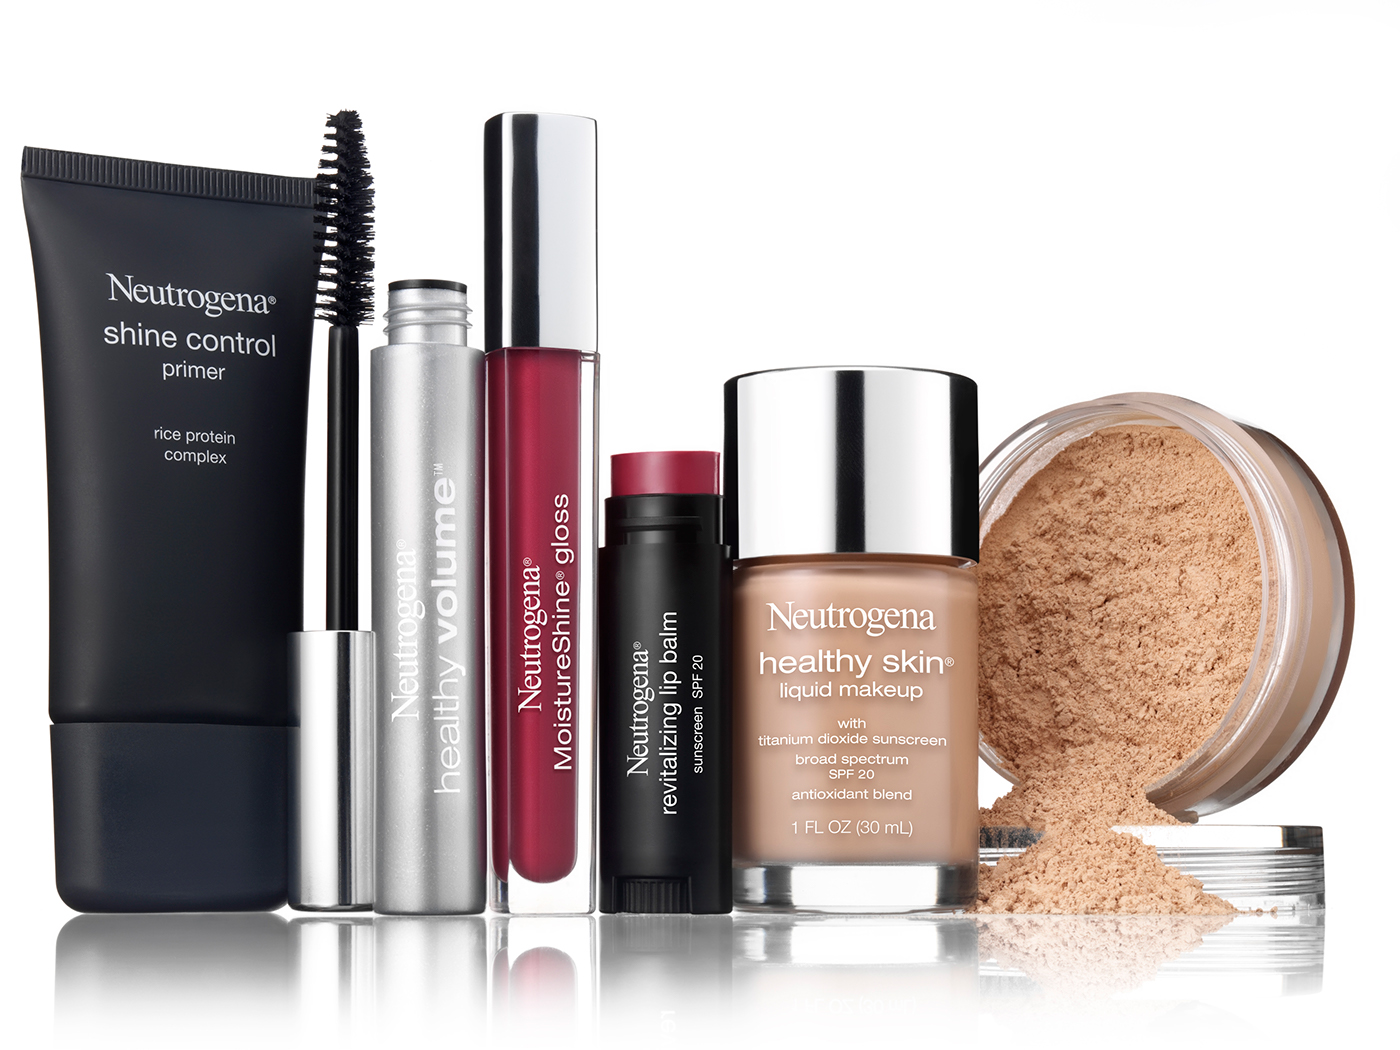 Neutrogena®
shine control
primer
rice protein
complex
Neutrogena®
healthy volume™
Neutrogena®
MoistureShine® gloss
Neutrogena®
revitalizing lip balm
sunscreen SPF 20
Neutrogena
healthy skin®
liquid makeup
with
titanium dioxide sunscreen
broad spectrum
SPF 20
antioxidant blend
1 FL OZ (30 mL)